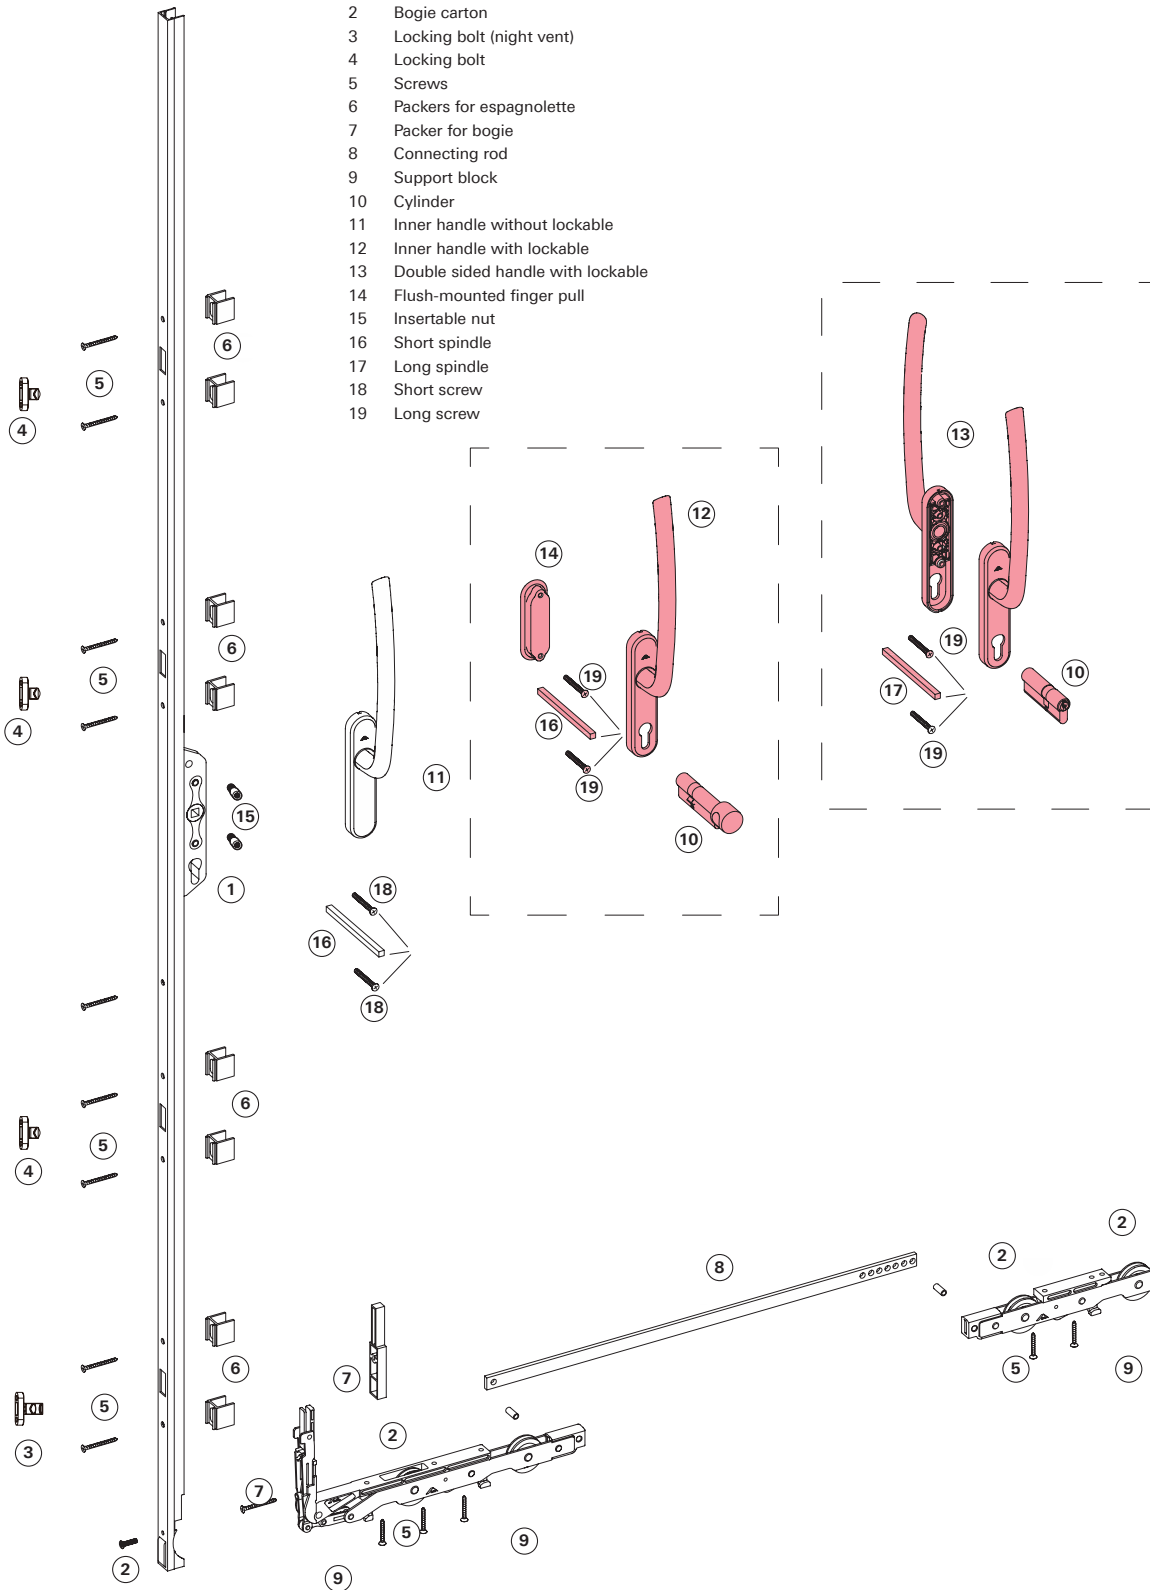 2 Bogie carton
3 Locking bolt (night vent)
4 Locking bolt
5 Screws
6 Packers for espagnolette
7 Packer for bogie
8 Connecting rod
9 Support block
10 Cylinder
11 Inner handle without lockable
12 Inner handle with lockable
13 Double sided handle with lockable
14 Flush-mounted finger pull
15 Insertable nut
16 Short spindle
17 Long spindle
18 Short screw
19 Long screw
6
5
4
13
12
14
6
19
19
5
10
17
4
16
19
11
19
15
10
1
18
16
18
6
5
4
2
2
8
6
7
5
9
5
3
2
7
5
9
2
9